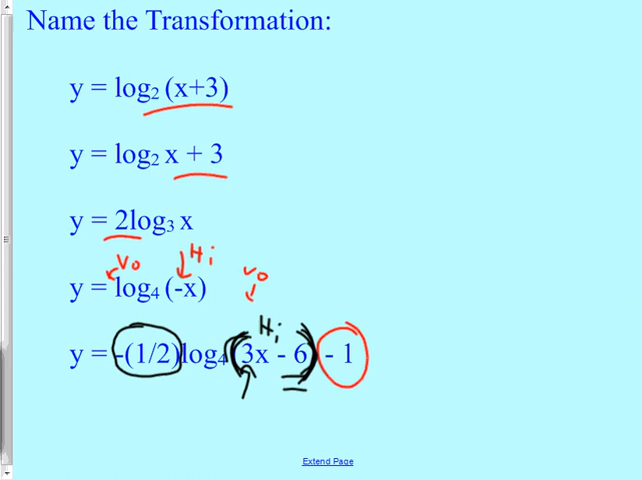 Name the Transformation:
y = log₂ (x+3)
y = log₂ x + 3
y = 2log₃ x
Vo Hi
y = log₄ (-x) vo
Hi
y = -(1/2)log₄(3x - 6) - 1
Extend Page